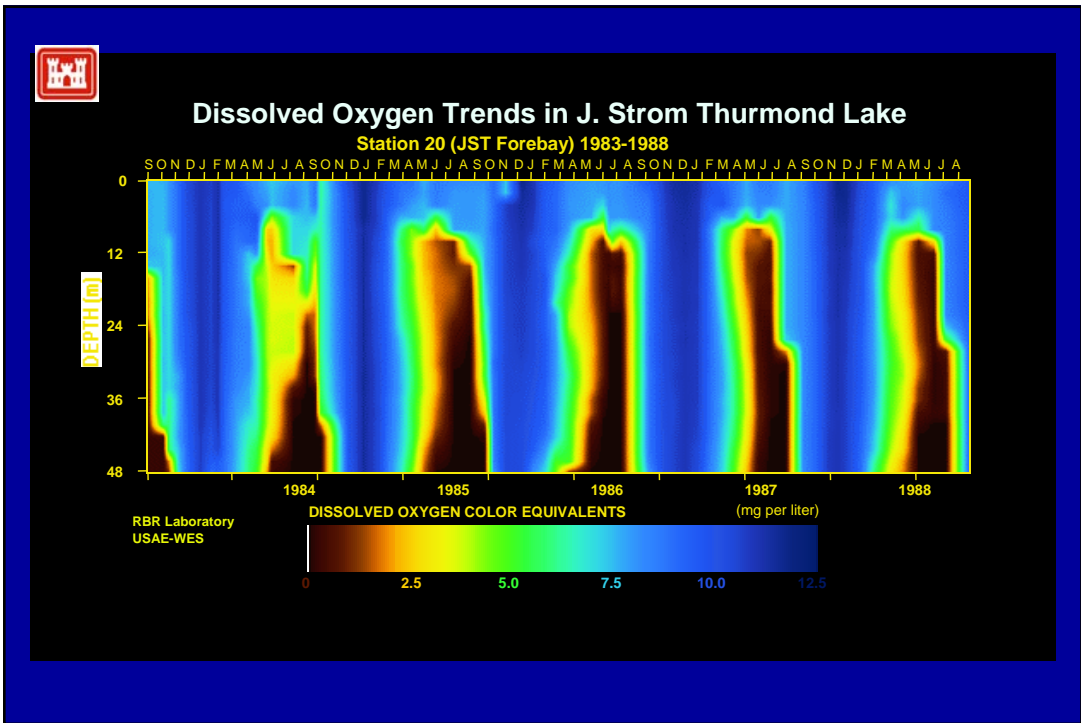 Dissolved Oxygen Trends in J. Strom Thurmond Lake
Station 20 (JST Forebay) 1983-1988
S O N D J F M A M J J A S O N D J F M A M J J A S O N D J F M A M J J A S O N D J F M A M J J A S O N D J F M A M J J A
0
12
24
36
48
DEPTH (m)
1984 1985 1986 1987 1988
DISSOLVED OXYGEN COLOR EQUIVALENTS (mg per liter)
RBR Laboratory
USAE-WES
0 2.5 5.0 7.5 10.0 12.5